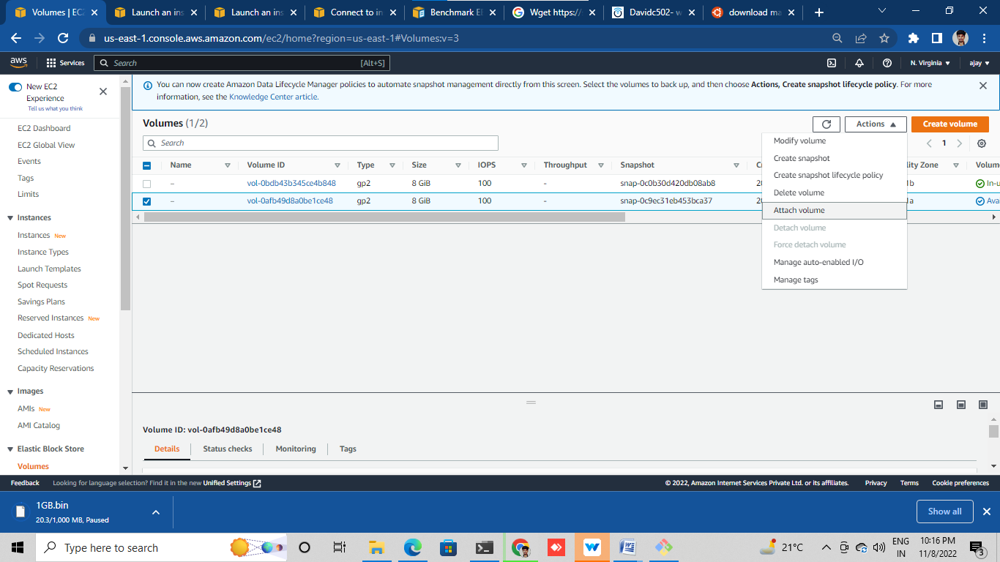 Volumes | EC2
Launch an ins
Launch an ins
Connect to in
Benchmark EB
Wget https://
Davidc502- w
download ma
us-east-1.console.aws.amazon.com/ec2/home?region=us-east-1#Volumes:v=3
aws
Services
Search
[Alt+S]
N. Virginia
ajay
New EC2
Experience
Tell us what you think
EC2 Dashboard
EC2 Global View
Events
Tags
Limits
Instances
Instances New
Instance Types
Launch Templates
Spot Requests
Savings Plans
Reserved Instances New
Dedicated Hosts
Scheduled Instances
Capacity Reservations
Images
AMIs New
AMI Catalog
Elastic Block Store
Volumes
You can now create Amazon Data Lifecycle Manager policies to automate snapshot management directly from this screen. Select the volumes to back up, and then choose Actions, Create snapshot lifecycle policy. For more
information, see the Knowledge Center article.
Volumes (1/2)
Actions
Create volume
Search
1
Name Volume ID Type Size IOPS Throughput Snapshot C lity Zone Volum
– vol-0bdb43b345ce4b848 gp2 8 GiB 100 - snap-0c0b30d420db08ab8 20 1b In-u
– vol-0afb49d8a0be1ce48 gp2 8 GiB 100 - snap-0c9ec31eb453bca37 20 1a Ava
Modify volume
Create snapshot
Create snapshot lifecycle policy
Delete volume
Attach volume
Detach volume
Force detach volume
Manage auto-enabled I/O
Manage tags
Volume ID: vol-0afb49d8a0be1ce48
Details
Status checks
Monitoring
Tags
Feedback
Looking for language selection? Find it in the new Unified Settings
© 2022, Amazon Internet Services Private Ltd. or its affiliates.
Privacy
Terms
Cookie preferences
1GB.bin
20.3/1,000 MB, Paused
Show all
Type here to search
21°C
ENG
IN
10:16 PM
11/8/2022
3